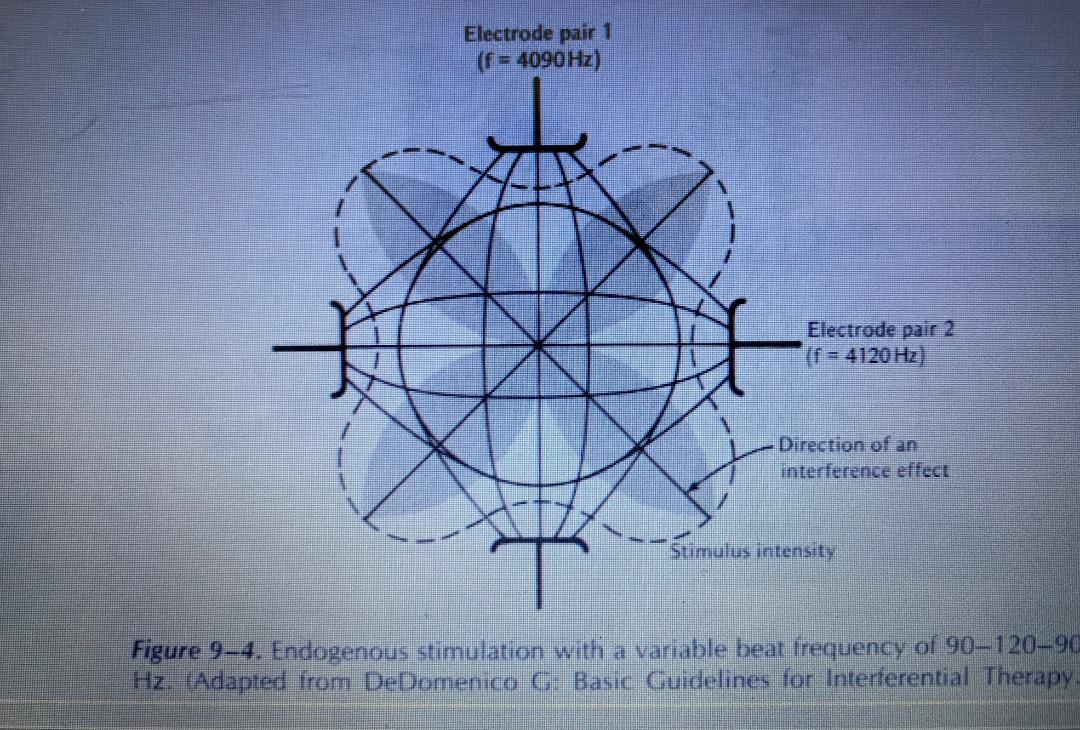 Electrode pair 1
(f = 4090 Hz)
Electrode pair 2
(f = 4120 Hz)
Direction of an
interference effect
Stimulus intensity
Figure 9–4. Endogenous stimulation with a variable beat frequency of 90–120–90
Hz. (Adapted from DeDomenico G: Basic Guidelines for Interferential Therapy.